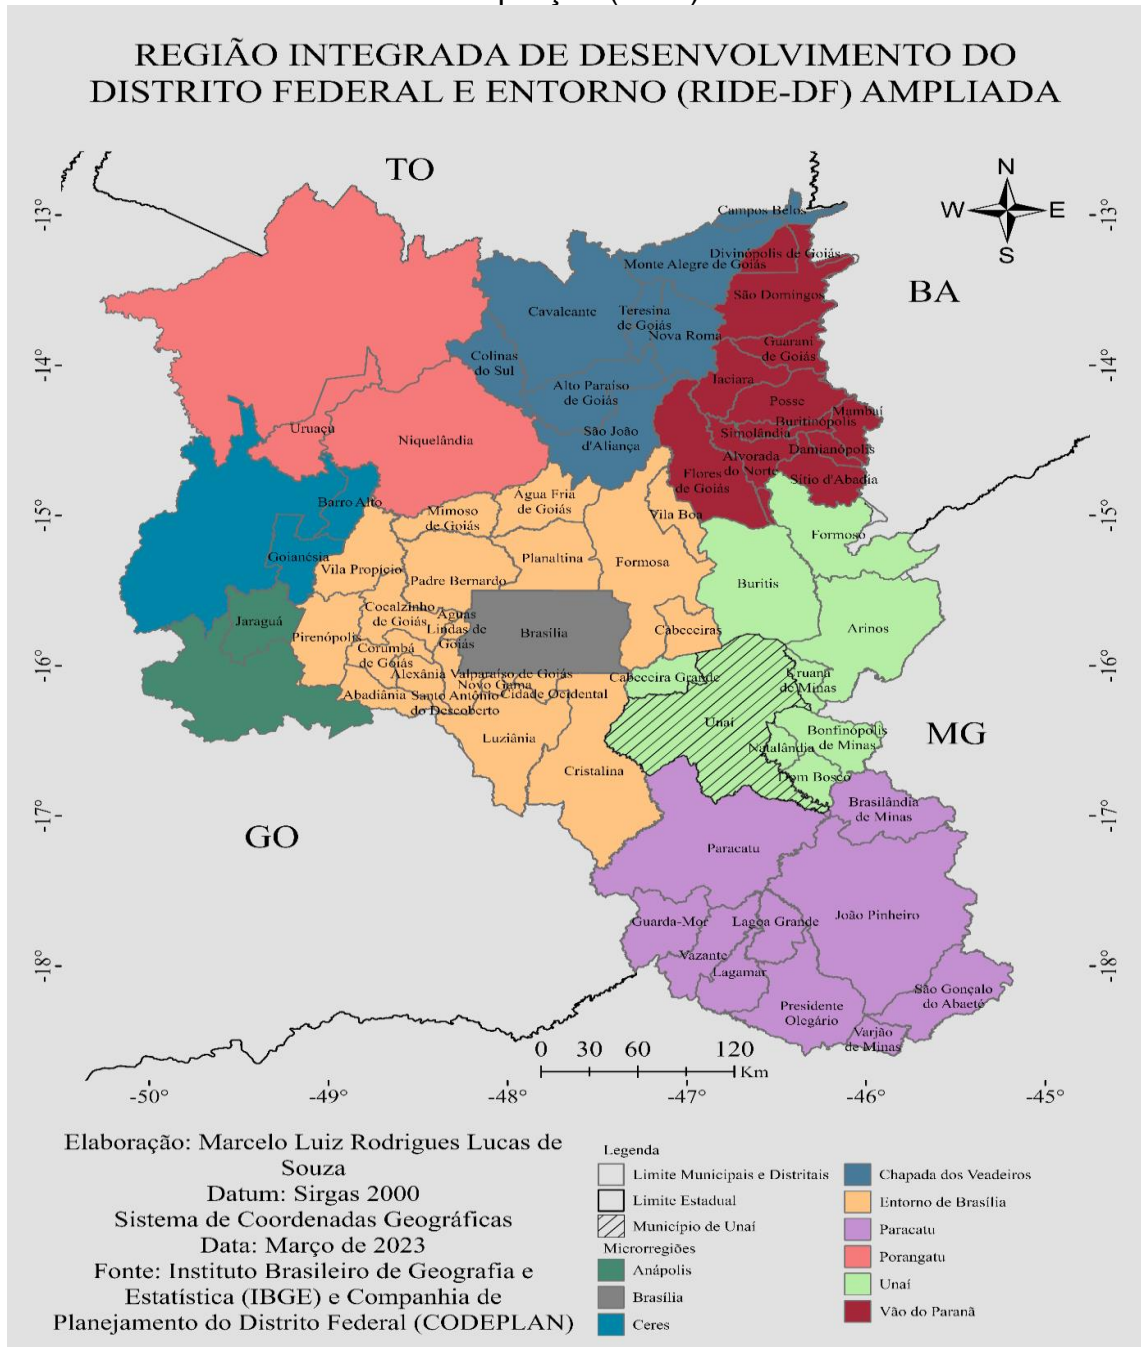 REGIÃO INTEGRADA DE DESENVOLVIMENTO DO
DISTRITO FEDERAL E ENTORNO (RIDE-DF) AMPLIADA
TO
N
W
E
S
BA
MG
GO
-13°
-14°
-15°
-16°
-17°
-18°
-13°
-14°
-15°
-16°
-17°
-18°
Campos Belos
Divinópolis de Goiás
Monte Alegre de Goiás
São Domingos
Cavalcante
Teresina
de Goiás
Nova Roma
Guarani
de Goiás
Colinas
do Sul
Iaciara
Alto Paraíso
de Goiás
Posse
Mambaí
Buritinópolis
Simolândia
São João
d'Aliança
Damianópolis
Alvorada
do Norte
Flores
de Goiás
Sítio d'Abadia
Uruaçu
Niquelândia
Barro Alto
Água Fria
de Goiás
Mimoso
de Goiás
Vila Boa
Formoso
Goianésia
Vila Propício
Planaltina
Formosa
Padre Bernardo
Buritis
Cocalzinho
de Goiás
Águas
Lindas de
Goiás
Jaraguá
Pirenópolis
Brasília
Cabeceiras
Arinos
Corumbá
de Goiás
Alexânia
Valparaíso de Goiás
Novo Gama
Cidade Ocidental
Abadiânia
Santo Antônio
do Descoberto
Cabeceira Grande
Uruana
de Minas
Unaí
Luziânia
Cristalina
Natalândia
Bonfinópolis
de Minas
Dom Bosco
Brasilândia
de Minas
Paracatu
João Pinheiro
Guarda-Mor
Lagoa Grande
Vazante
Lagamar
São Gonçalo
do Abaeté
Presidente
Olegário
Varjão
de Minas
0 30 60 120
Km
-50° -49° -48° -47° -46° -45°
Elaboração: Marcelo Luiz Rodrigues Lucas de
Souza
Datum: Sirgas 2000
Sistema de Coordenadas Geográficas
Data: Março de 2023
Fonte: Instituto Brasileiro de Geografia e
Estatística (IBGE) e Companhia de
Planejamento do Distrito Federal (CODEPLAN)
Legenda
Limite Municipais e Distritais
Limite Estadual
Município de Unaí
Microrregiões
Anápolis
Brasília
Ceres
Chapada dos Veadeiros
Entorno de Brasília
Paracatu
Porangatu
Unaí
Vão do Paranã